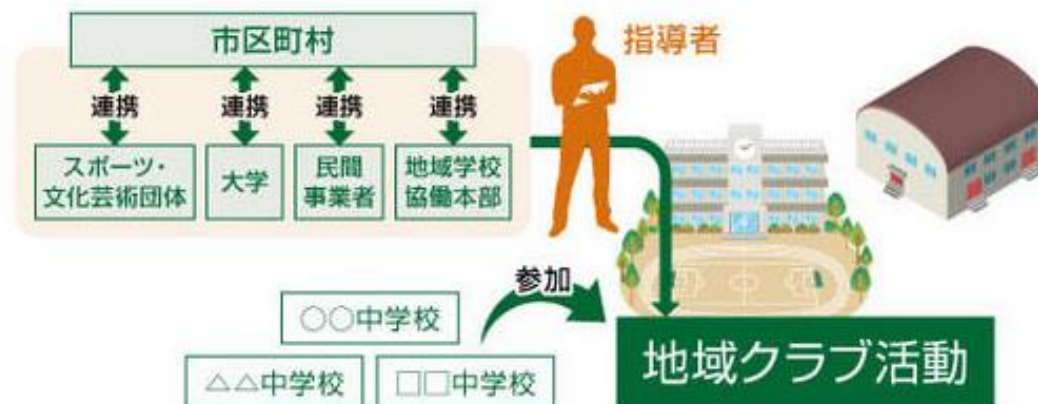 市区町村
指導者
連携
連携
連携
連携
スポーツ・
文化芸術団体
大学
民間
事業者
地域学校
協働本部
参加
○○中学校
△△中学校
□□中学校
地域クラブ活動